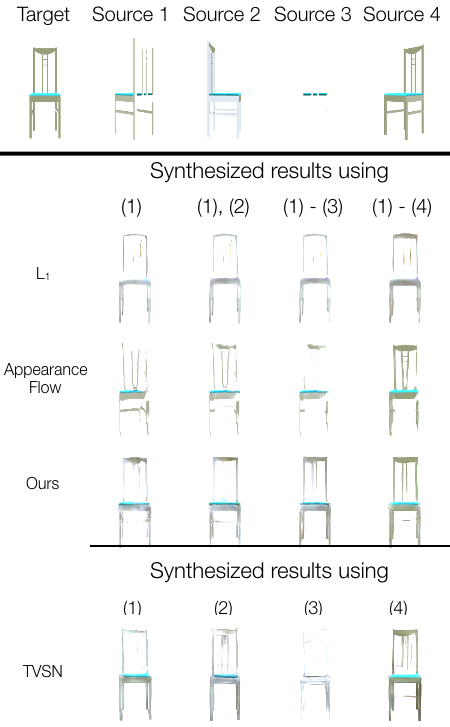 Target Source 1 Source 2 Source 3 Source 4
Synthesized results using
(1) (1), (2) (1) - (3) (1) - (4)
L₁
Appearance
Flow
Ours
Synthesized results using
(1) (2) (3) (4)
TVSN